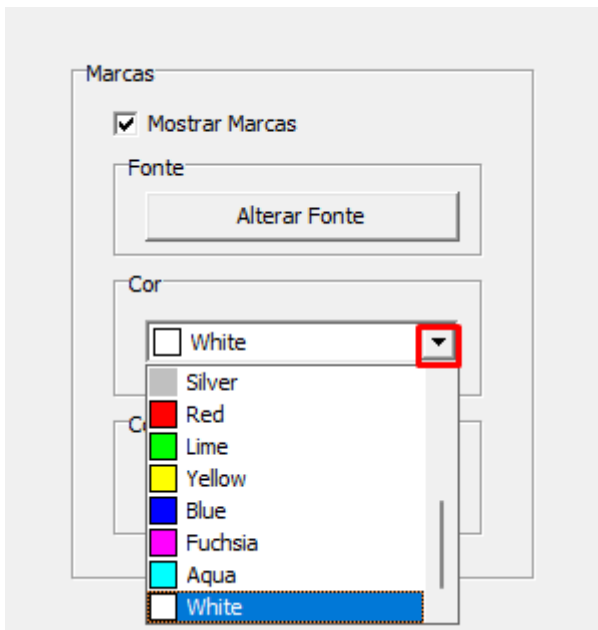 Marcas
Mostrar Marcas
Fonte
Alterar Fonte
Cor
White
Silver
Red
Lime
Yellow
Blue
Fuchsia
Aqua
White